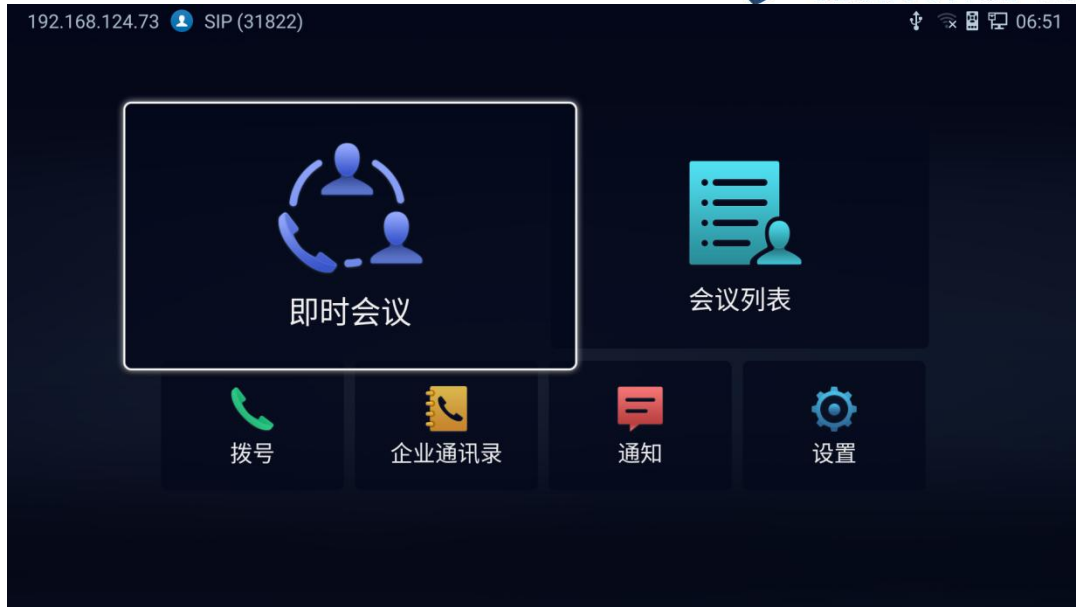 192.168.124.73 SIP (31822) 06:51
即时会议
会议列表
拨号 企业通讯录 通知 设置